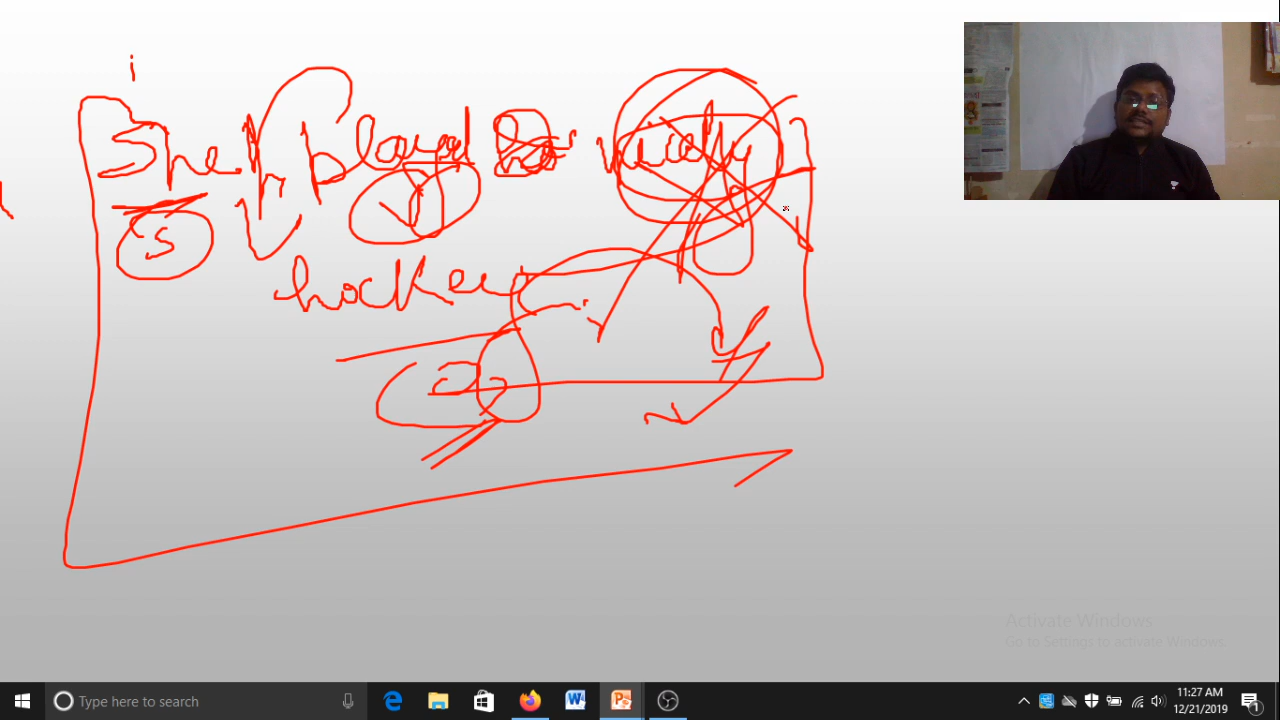 i
She played
hockey
S
V
Activate Windows
Go to Settings to activate Windows.
Type here to search
11:27 AM
12/21/2019